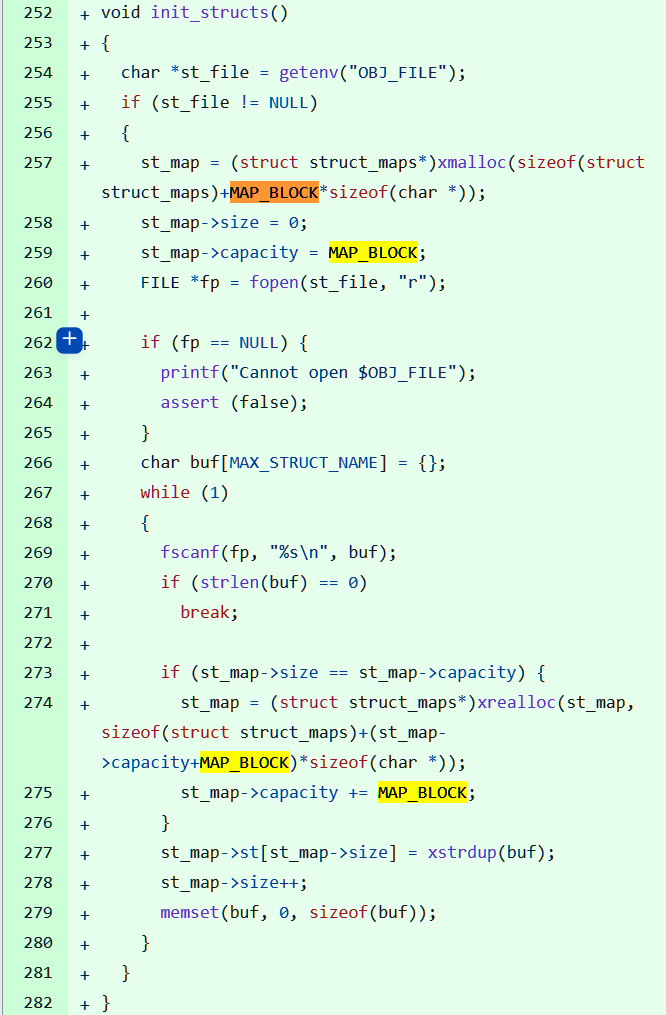 252 + void init_structs()
253 + {
254 + char *st_file = getenv("OBJ_FILE");
255 + if (st_file != NULL)
256 + {
257 + st_map = (struct struct_maps*)xmalloc(sizeof(struct
struct_maps)+MAP_BLOCK*sizeof(char *));
258 + st_map->size = 0;
259 + st_map->capacity = MAP_BLOCK;
260 + FILE *fp = fopen(st_file, "r");
261 +
262 + if (fp == NULL) {
263 + printf("Cannot open $OBJ_FILE");
264 + assert (false);
265 + }
266 + char buf[MAX_STRUCT_NAME] = {};
267 + while (1)
268 + {
269 + fscanf(fp, "%s\n", buf);
270 + if (strlen(buf) == 0)
271 + break;
272 +
273 + if (st_map->size == st_map->capacity) {
274 + st_map = (struct struct_maps*)xrealloc(st_map,
sizeof(struct struct_maps)+(st_map-
>capacity+MAP_BLOCK)*sizeof(char *));
275 + st_map->capacity += MAP_BLOCK;
276 + }
277 + st_map->st[st_map->size] = xstrdup(buf);
278 + st_map->size++;
279 + memset(buf, 0, sizeof(buf));
280 + }
281 + }
282 + }